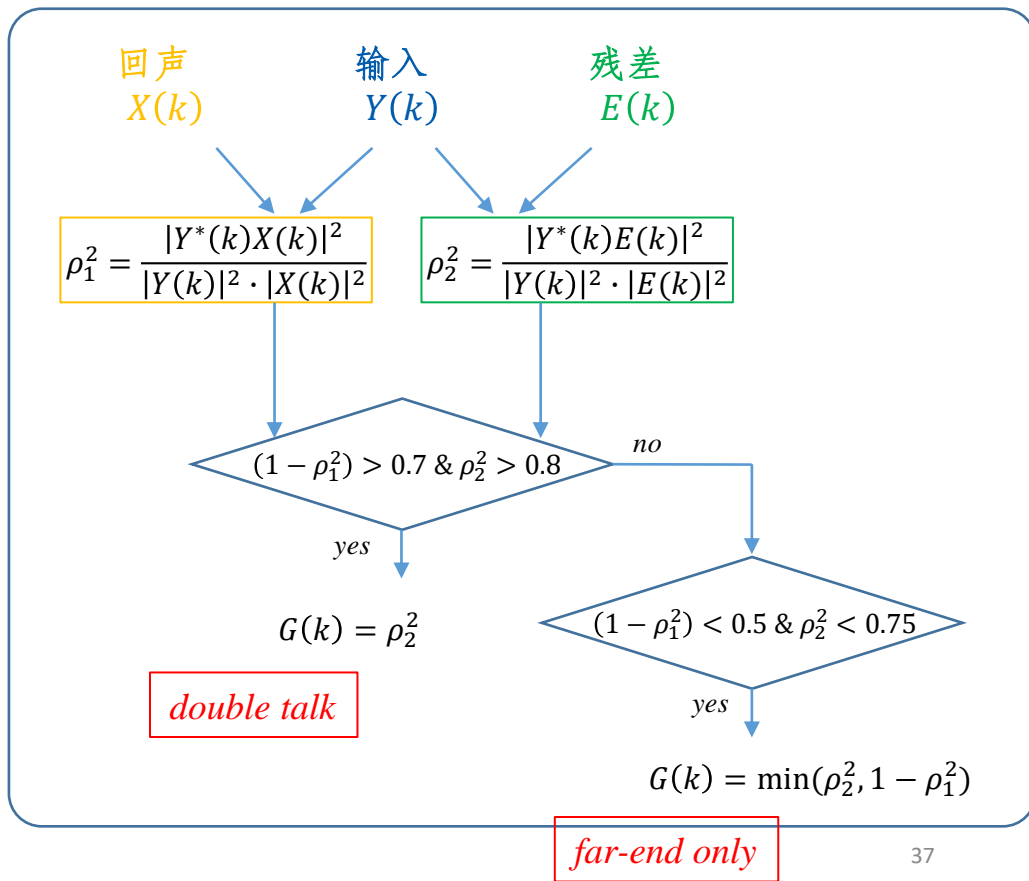 回声 输入 残差
X(k) Y(k) E(k)
ρ₁² = |Y*(k)X(k)|² / |Y(k)|² · |X(k)|²
ρ₂² = |Y*(k)E(k)|² / |Y(k)|² · |E(k)|²
(1 − ρ₁²) > 0.7 & ρ₂² > 0.8
no
yes
G(k) = ρ₂²
double talk
(1 − ρ₁²) < 0.5 & ρ₂² < 0.75
yes
G(k) = min(ρ₂², 1 − ρ₁²)
far-end only
37